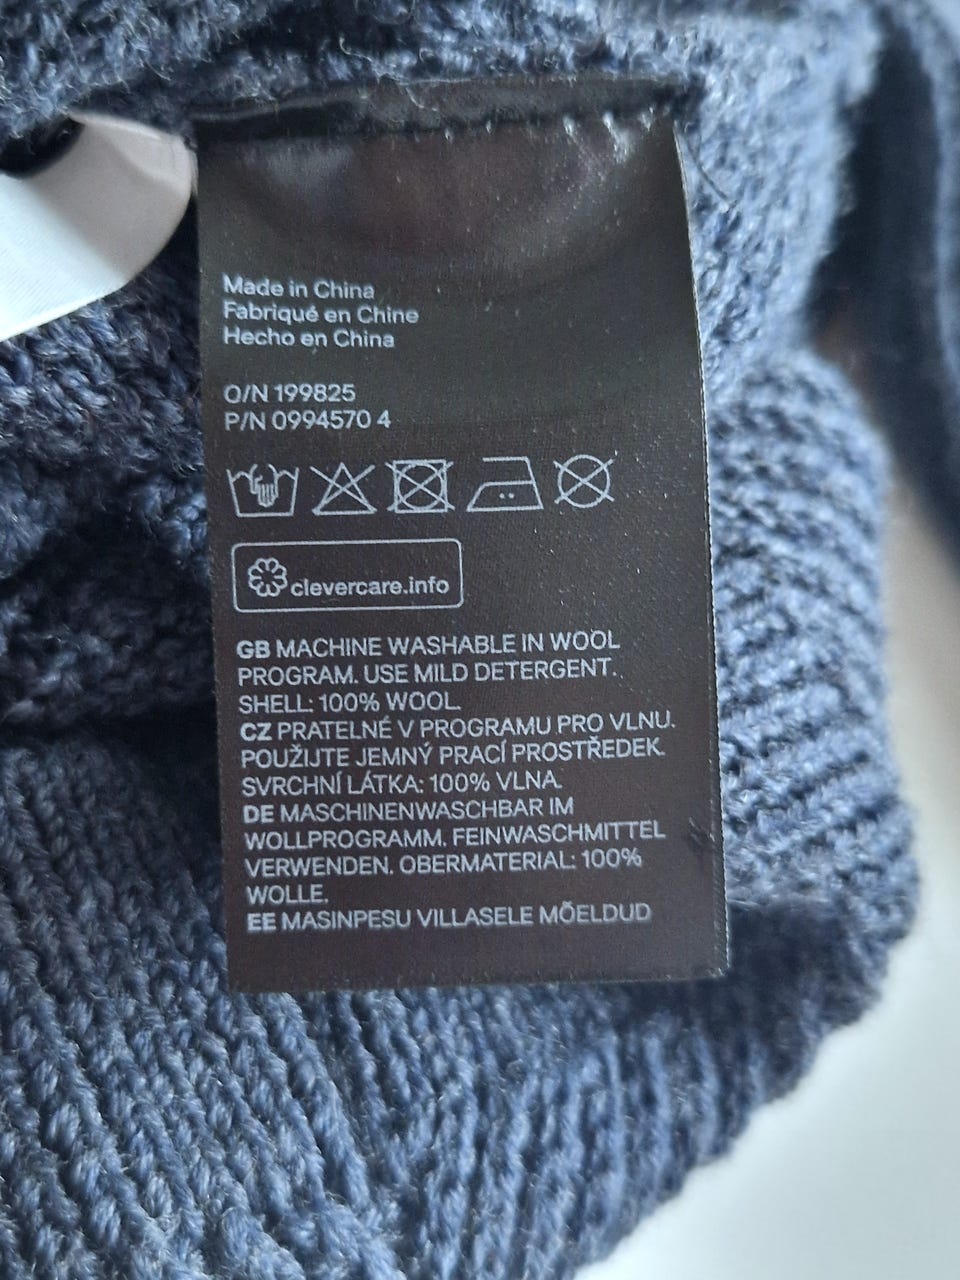 Made in China
Fabriqué en Chine
Hecho en China
O/N 199825
P/N 0994570 4
clevercare.info
GB MACHINE WASHABLE IN WOOL
PROGRAM. USE MILD DETERGENT.
SHELL: 100% WOOL
CZ PRATELNÉ V PROGRAMU PRO VLNU.
POUŽIJTE JEMNÝ PRACÍ PROSTŘEDEK.
SVRCHNÍ LÁTKA: 100% VLNA.
DE MASCHINENWASCHBAR IM
WOLLPROGRAMM. FEINWASCHMITTEL
VERWENDEN. OBERMATERIAL: 100%
WOLLE.
EE MASINPESU VILLASELE MÕELDUD